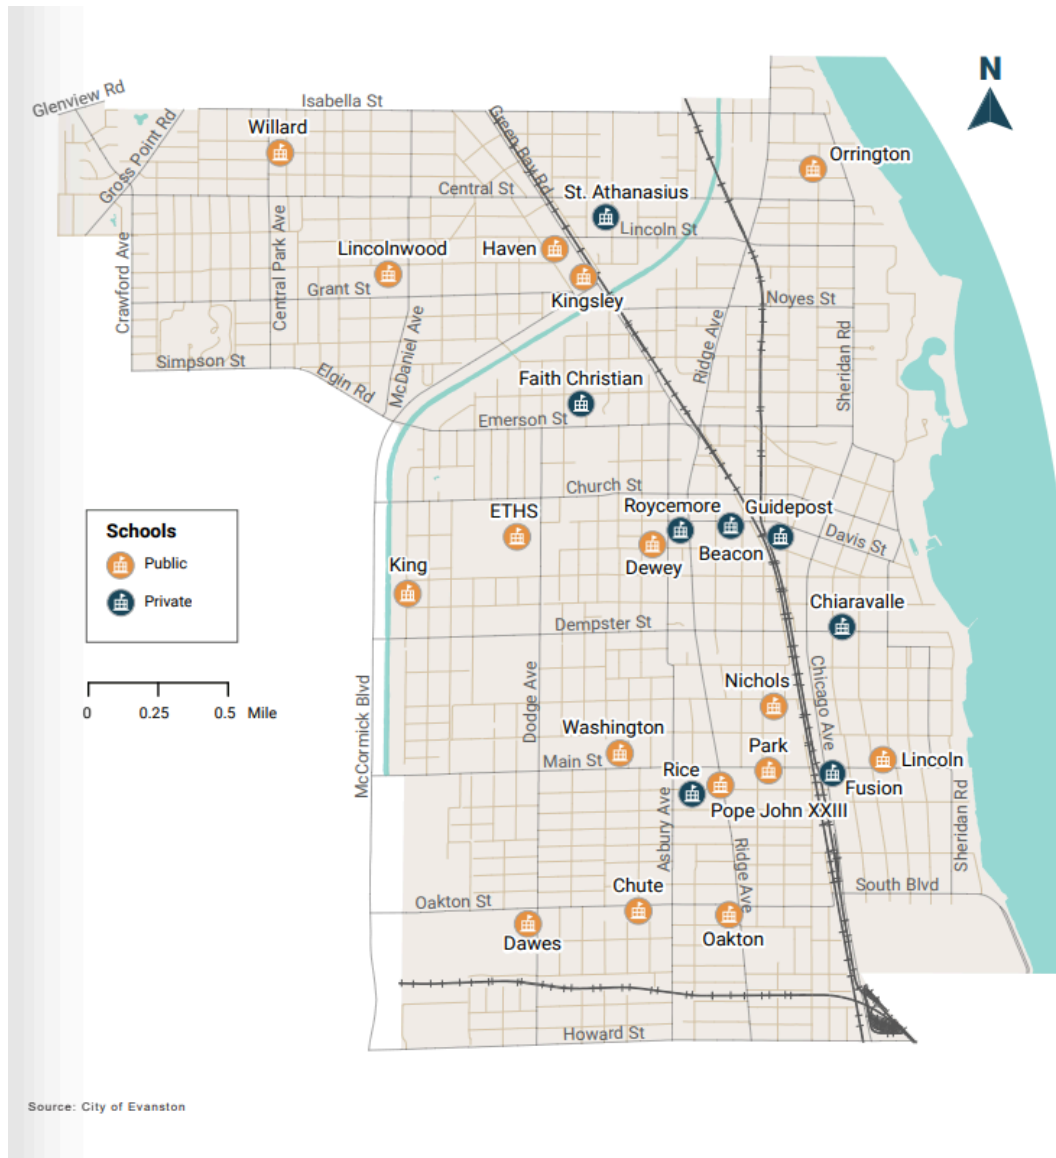 N
Glenview Rd
Isabella St
Gross Point Rd
Willard
Green Bay Rd
Orrington
Central St
St. Athanasius
Lincoln St
Crawford Ave
Central Park Ave
Lincolnwood
Haven
Grant St
Kingsley
Noyes St
McDaniel Ave
Ridge Ave
Sheridan Rd
Simpson St
Elgin Rd
Faith Christian
Emerson St
Church St
ETHS
Roycemore
Guidepost
Beacon
Davis St
Dewey
King
Schools
Public
Private
Chiaravalle
Dempster St
0 0.25 0.5 Mile
McCormick Blvd
Dodge Ave
Nichols
Chicago Ave
Washington
Main St
Park
Lincoln
Rice
Fusion
Pope John XXIII
Asbury Ave
Ridge Ave
Sheridan Rd
Oakton St
Chute
South Blvd
Dawes
Oakton
Howard St
Source: City of Evanston